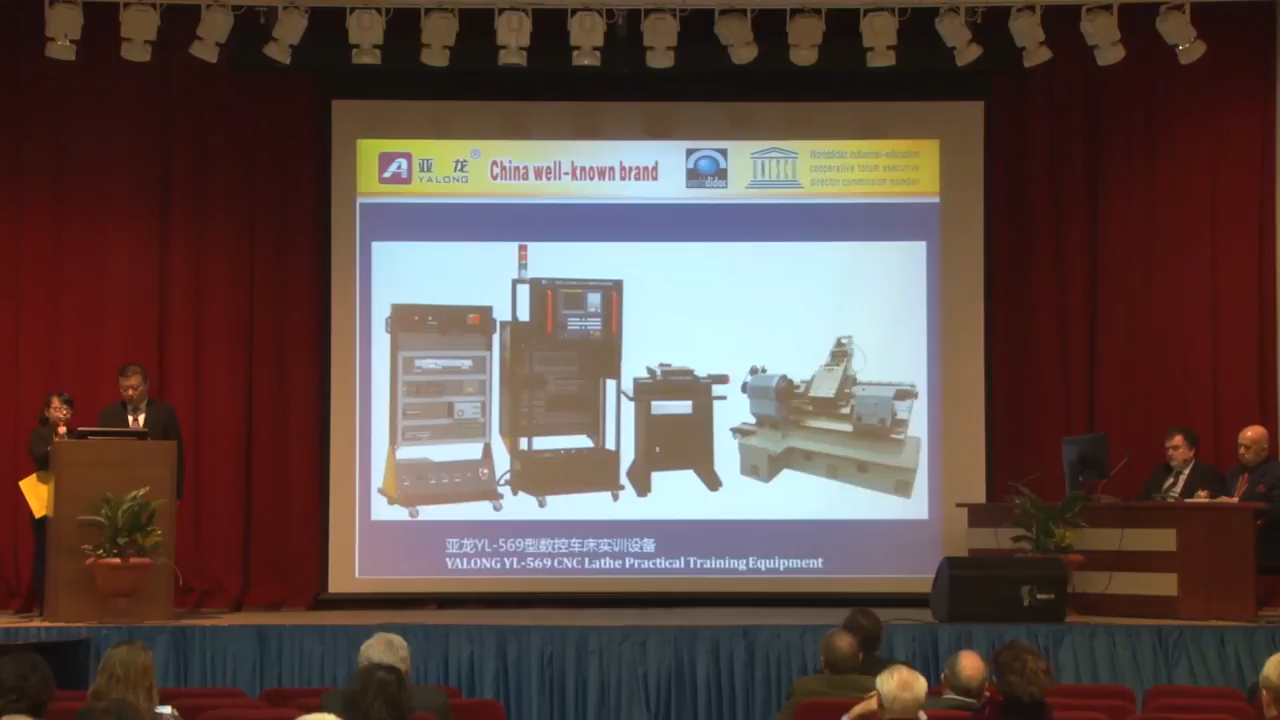 亚龙®
YALONG
China well-known brand
worlddidac
UNESCO
Worlddidac industrial-education
cooperative forum executive
director commission member
亚龙YL-569型数控车床实训设备
YALONG YL-569 CNC Lathe Practical Training Equipment